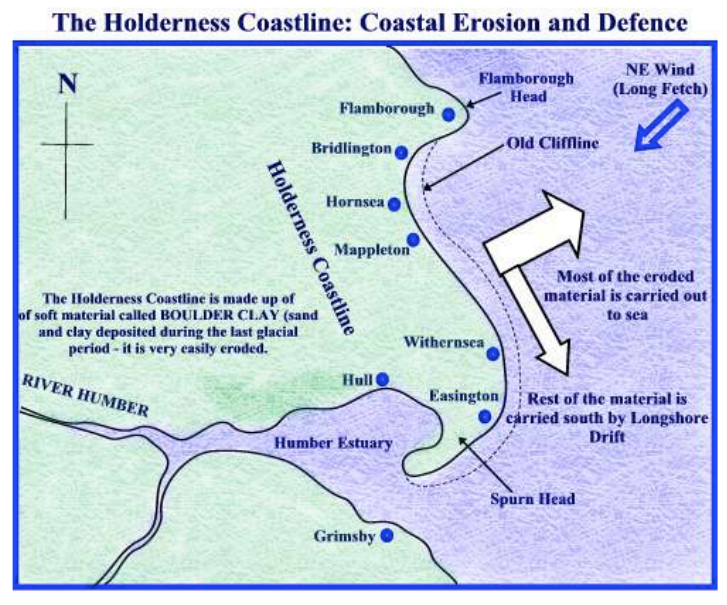 The Holderness Coastline: Coastal Erosion and Defence
N
Flamborough
Head
NE Wind
(Long Fetch)
Flamborough
Bridlington
Old Cliffline
Hornsea
Mappleton
Holderness Coastline
Most of the eroded
material is carried out
to sea
The Holderness Coastline is made up of
of soft material called BOULDER CLAY (sand
and clay deposited during the last glacial
period - it is very easily eroded.
Withernsea
Hull
Easington
RIVER HUMBER
Rest of the material is
carried south by Longshore
Drift
Humber Estuary
Spurn Head
Grimsby